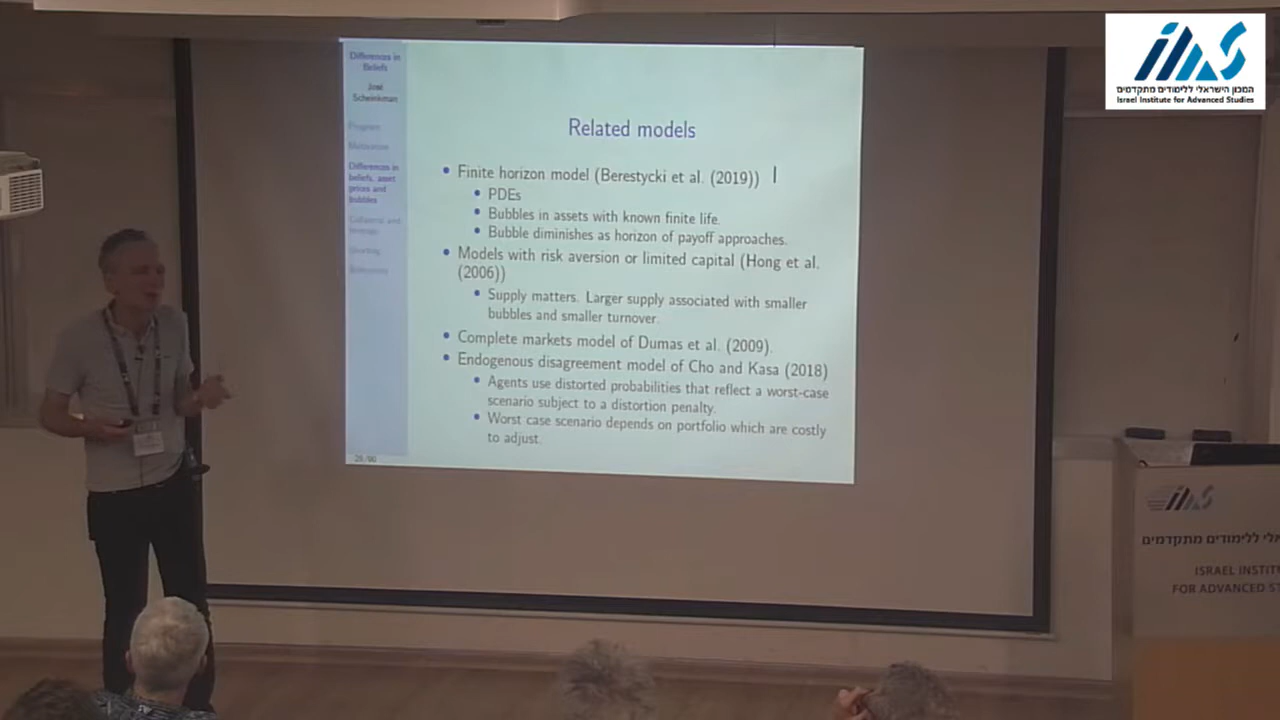 המכון הישראלי ללימודים מתקדמים
Israel Institute for Advanced Studies
Differences in
Beliefs
José
Scheinkman
Program
Motivation
Differences in
beliefs, asset
prices and
bubbles
Collateral and
References
Related models
• Finite horizon model (Berestycki et al. (2019))
• PDEs
• Bubbles in assets with known finite life.
• Bubble diminishes as horizon of payoff approaches.
• Models with risk aversion or limited capital (Hong et al.
(2006))
• Supply matters. Larger supply associated with smaller
bubbles and smaller turnover.
• Complete markets model of Dumas et al. (2009).
• Endogenous disagreement model of Cho and Kasa (2018)
• Agents use distorted probabilities that reflect a worst-case
scenario subject to a distortion penalty.
• Worst case scenario depends on portfolio which are costly
to adjust.
ללימודים מתקדמים
ISRAEL
FOR ADVANCED